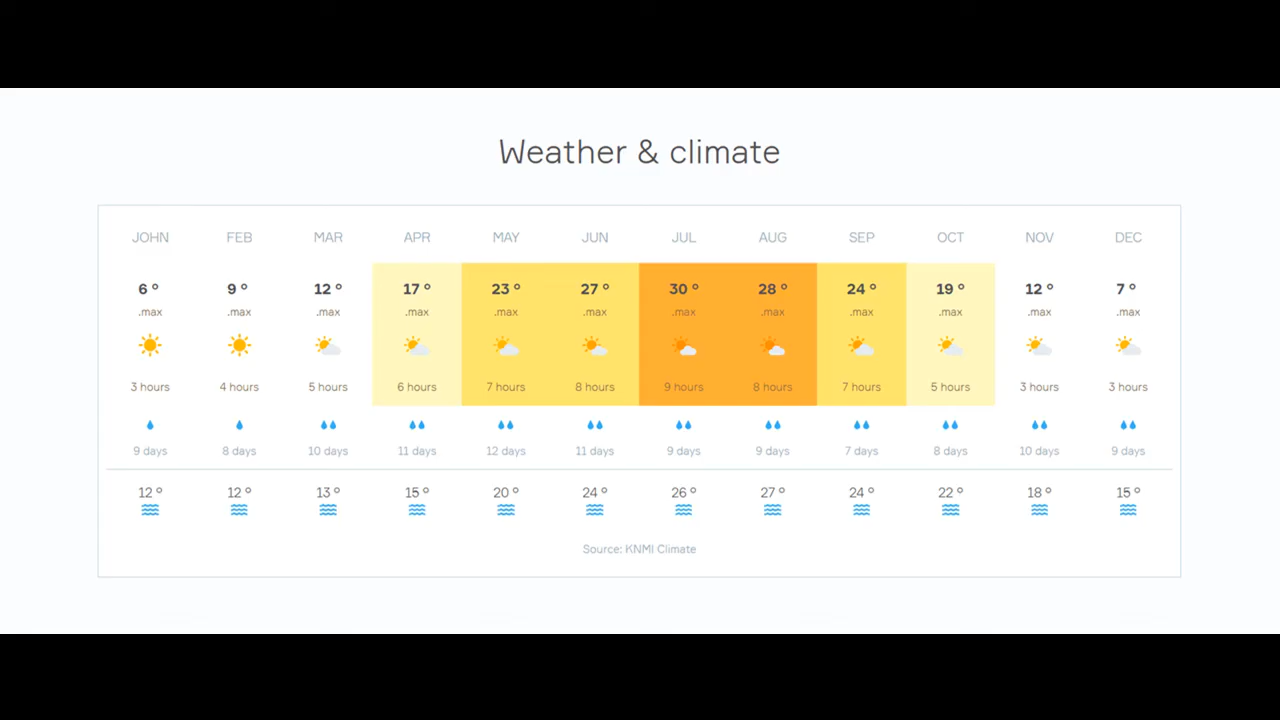 Weather & climate
JOHN FEB MAR APR MAY JUN JUL AUG SEP OCT NOV DEC
6 º 9 º 12 º 17 º 23 º 27 º 30 º 28 º 24 º 19 º 12 º 7 º
.max .max .max .max .max .max .max .max .max .max .max .max
3 hours 4 hours 5 hours 6 hours 7 hours 8 hours 9 hours 8 hours 7 hours 5 hours 3 hours 3 hours
9 days 8 days 10 days 11 days 12 days 11 days 9 days 9 days 7 days 8 days 10 days 9 days
12 º 12 º 13 º 15 º 20 º 24 º 26 º 27 º 24 º 22 º 18 º 15 º
Source: KNMI Climate